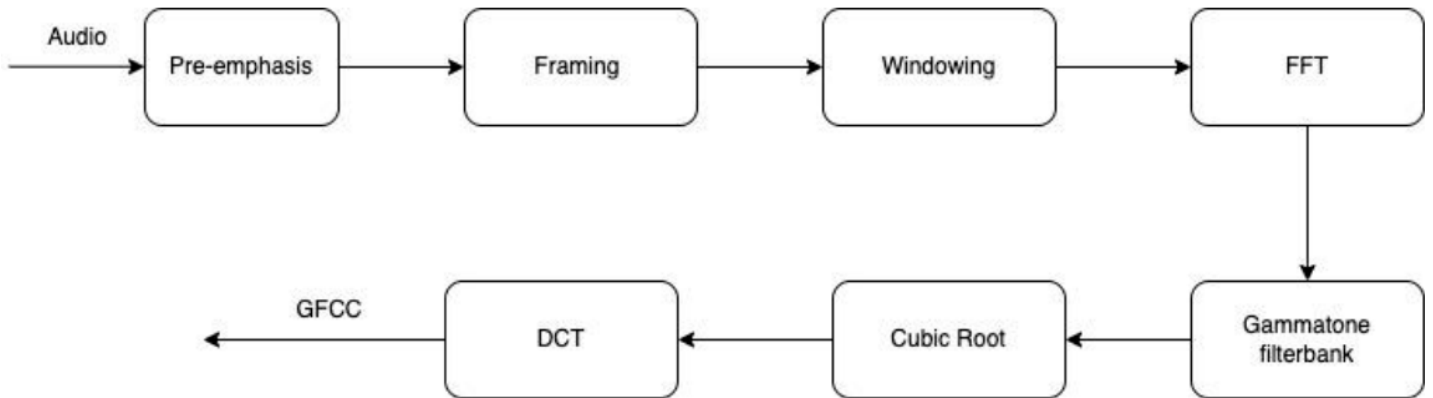 Audio
Pre-emphasis
Framing
Windowing
FFT
GFCC
DCT
Cubic Root
Gammatone
filterbank